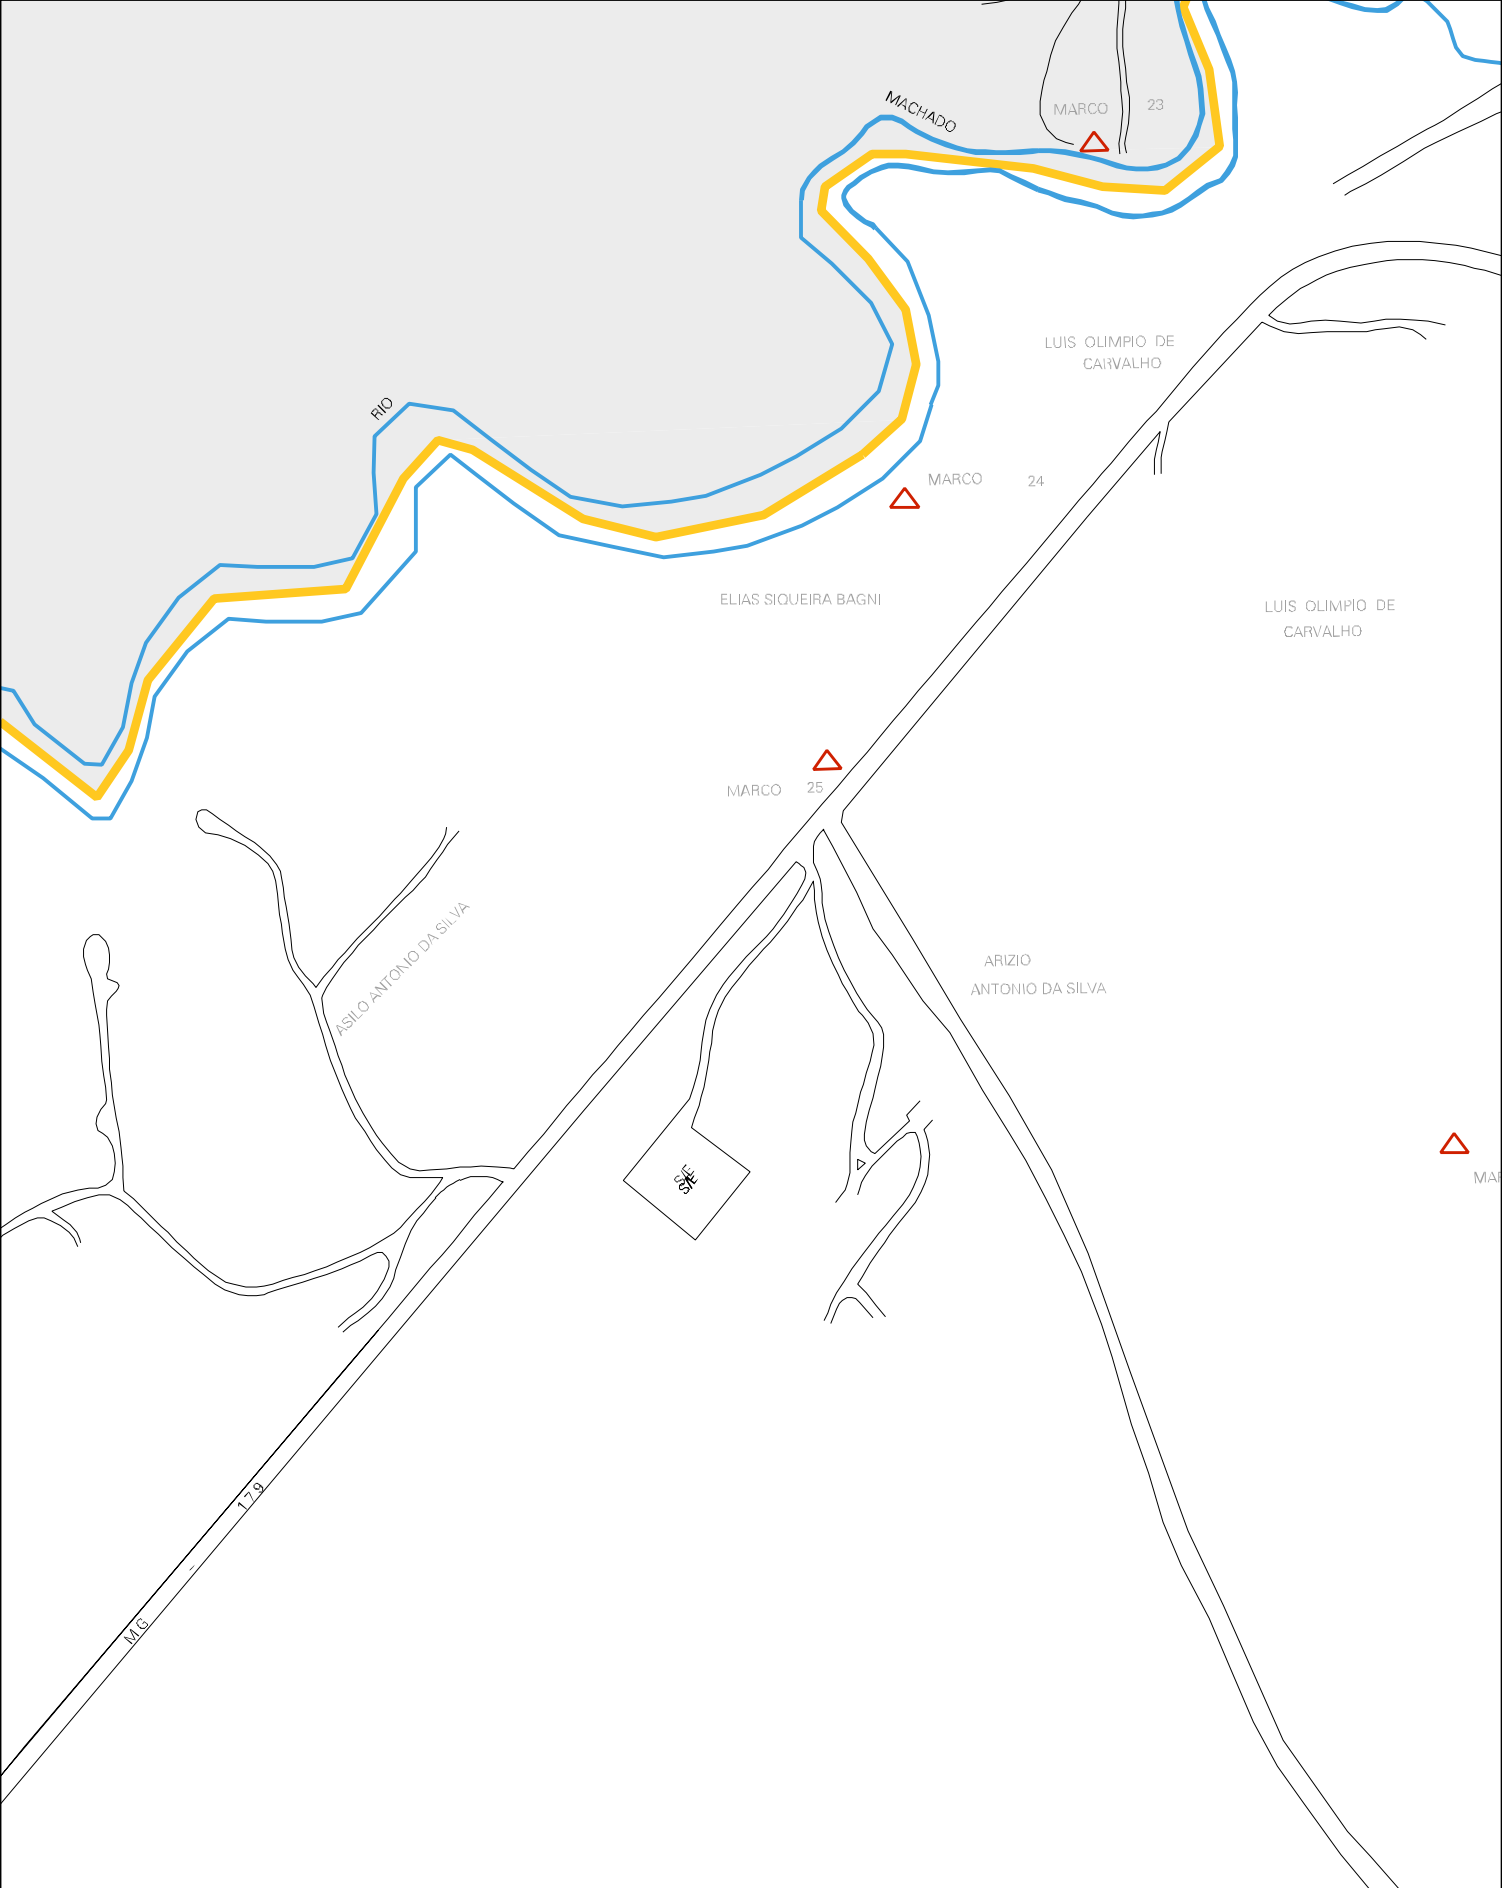 MACHADO
MARCO 23
LUIS OLIMPIO DE
CARVALHO
RIO
MARCO 24
ELIAS SIQUEIRA BAGNI
LUIS OLIMPIO DE
CARVALHO
MARCO 25
ASILO ANTONIO DA SILVA
ARIZIO
ANTONIO DA SILVA
S/E
S/E
MG - 179